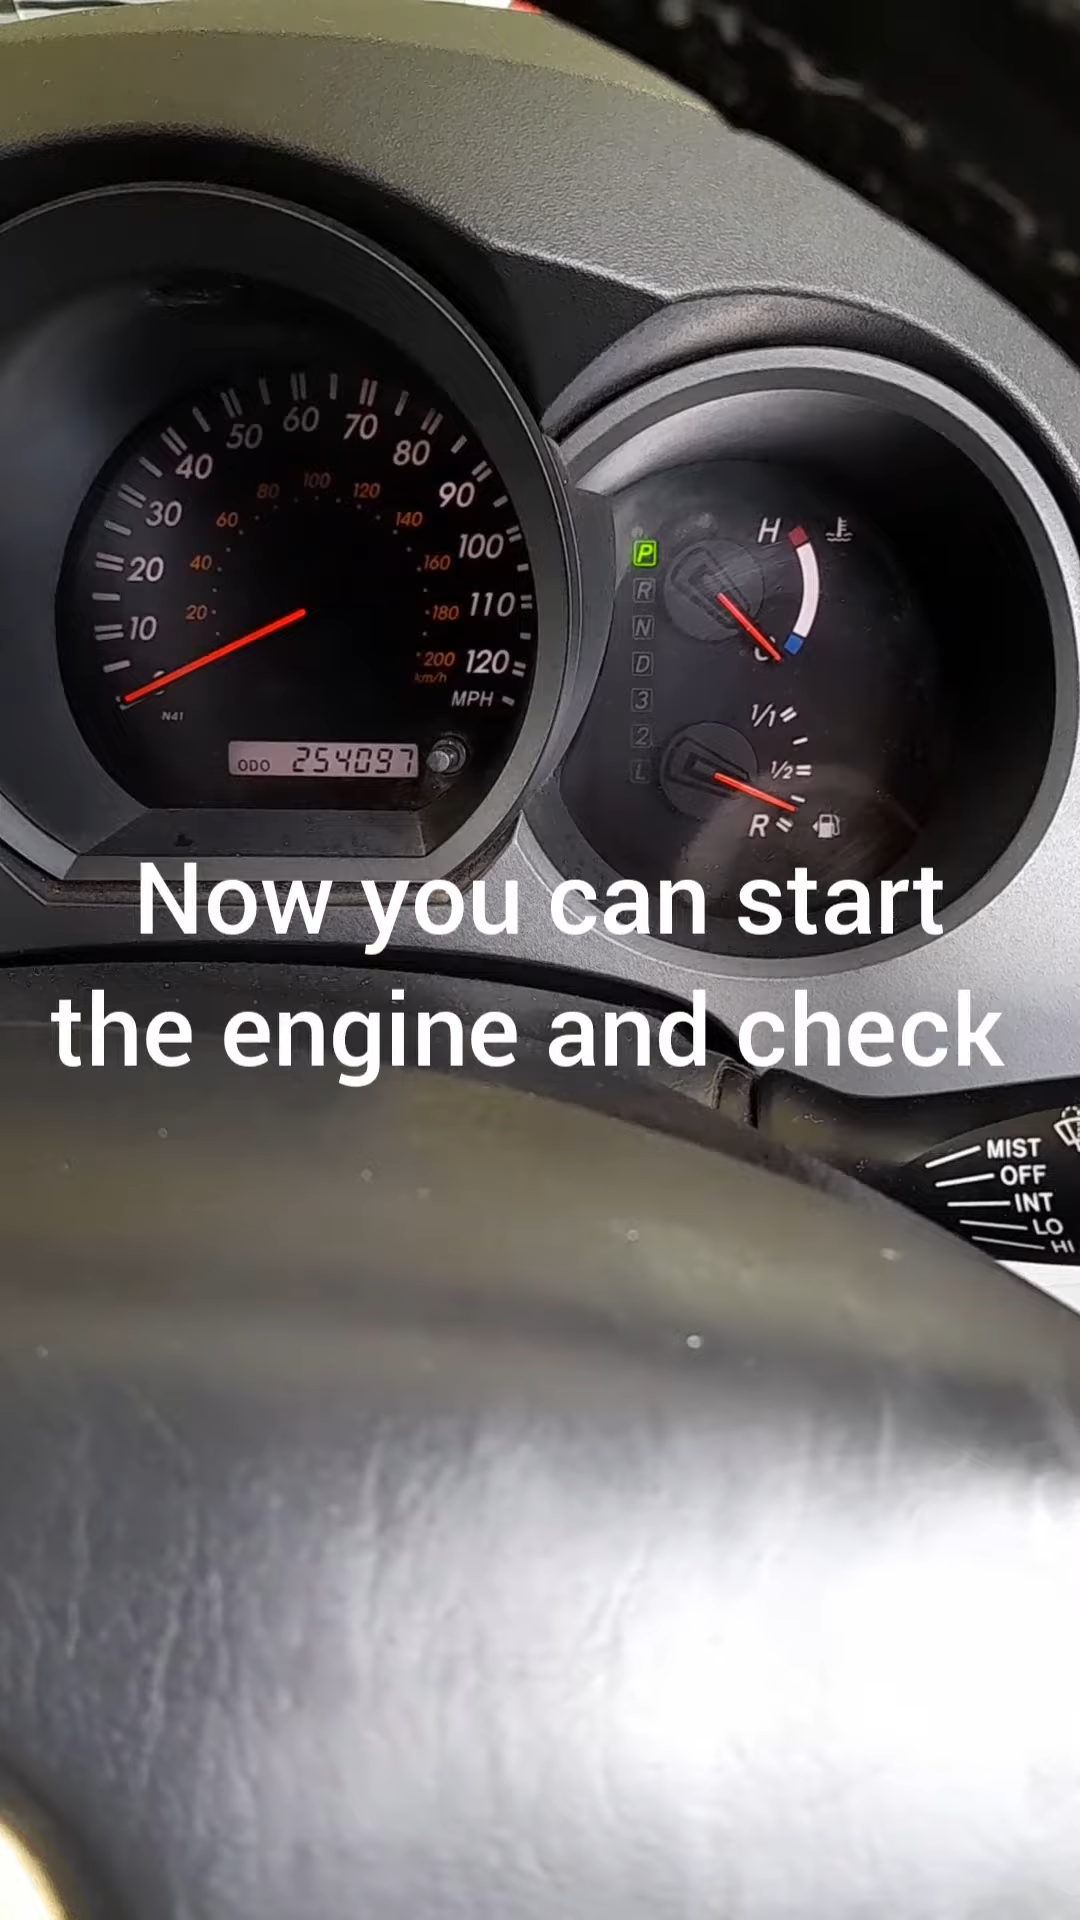 60
50
70
40
80
100
80
120
30
90
60
140
20
40
100
160
20
10
110
180
200
120
km/h
MPH
N41
ODO 254097
H
P
R
N
D
3
2
L
C
1/1
1/2
R
Now you can start
the engine and check
MIST
OFF
INT
LO
HI